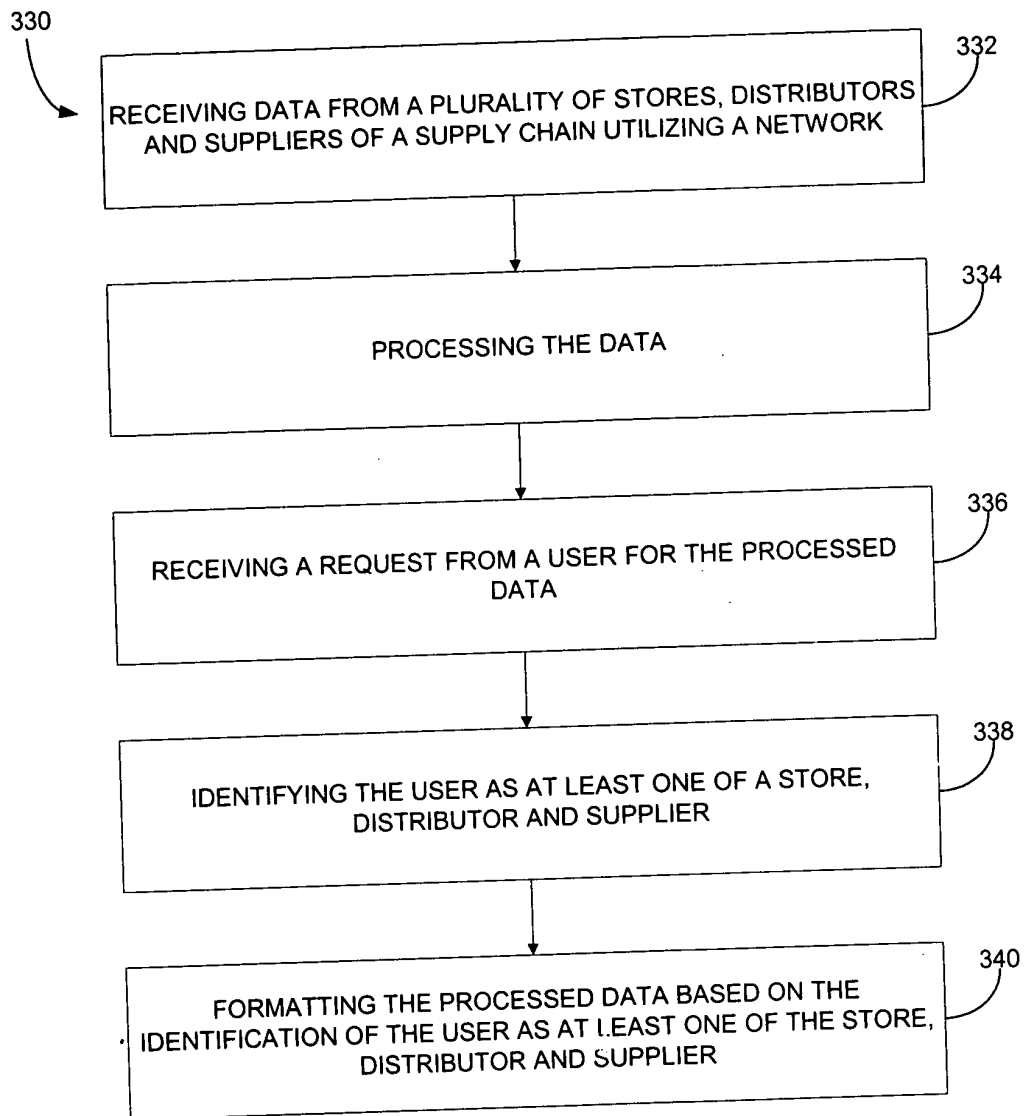 330
332
RECEIVING DATA FROM A PLURALITY OF STORES, DISTRIBUTORS
AND SUPPLIERS OF A SUPPLY CHAIN UTILIZING A NETWORK
334
PROCESSING THE DATA
336
RECEIVING A REQUEST FROM A USER FOR THE PROCESSED
DATA
338
IDENTIFYING THE USER AS AT LEAST ONE OF A STORE,
DISTRIBUTOR AND SUPPLIER
340
FORMATTING THE PROCESSED DATA BASED ON THE
IDENTIFICATION OF THE USER AS AT LEAST ONE OF THE STORE,
DISTRIBUTOR AND SUPPLIER